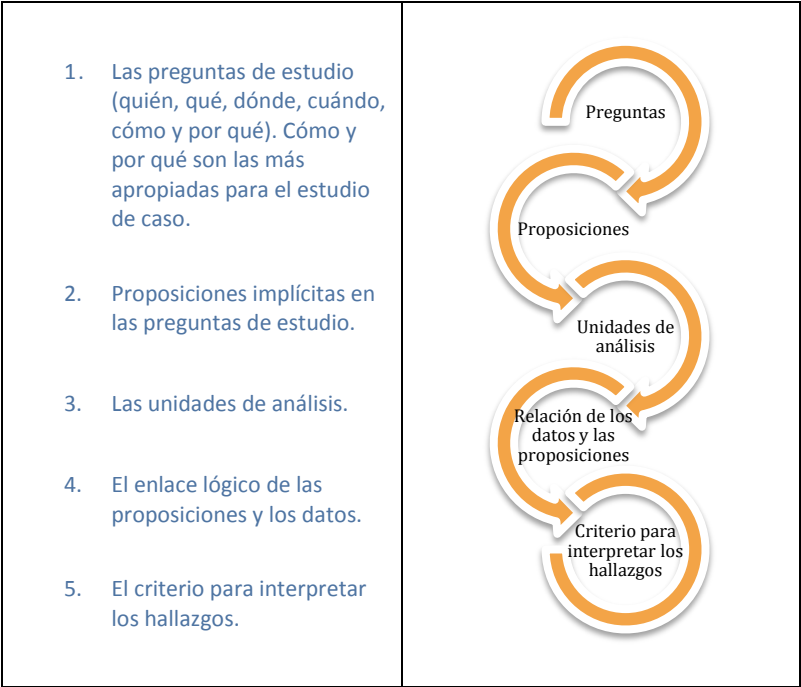 1. Las preguntas de estudio
(quién, qué, dónde, cuándo,
cómo y por qué). Cómo y
por qué son las más
apropiadas para el estudio
de caso.
2. Proposiciones implícitas en
las preguntas de estudio.
3. Las unidades de análisis.
4. El enlace lógico de las
proposiciones y los datos.
5. El criterio para interpretar
los hallazgos.
Preguntas
Proposiciones
Unidades de
análisis
Relación de los
datos y las
proposiciones
Criterio para
interpretar los
hallazgos